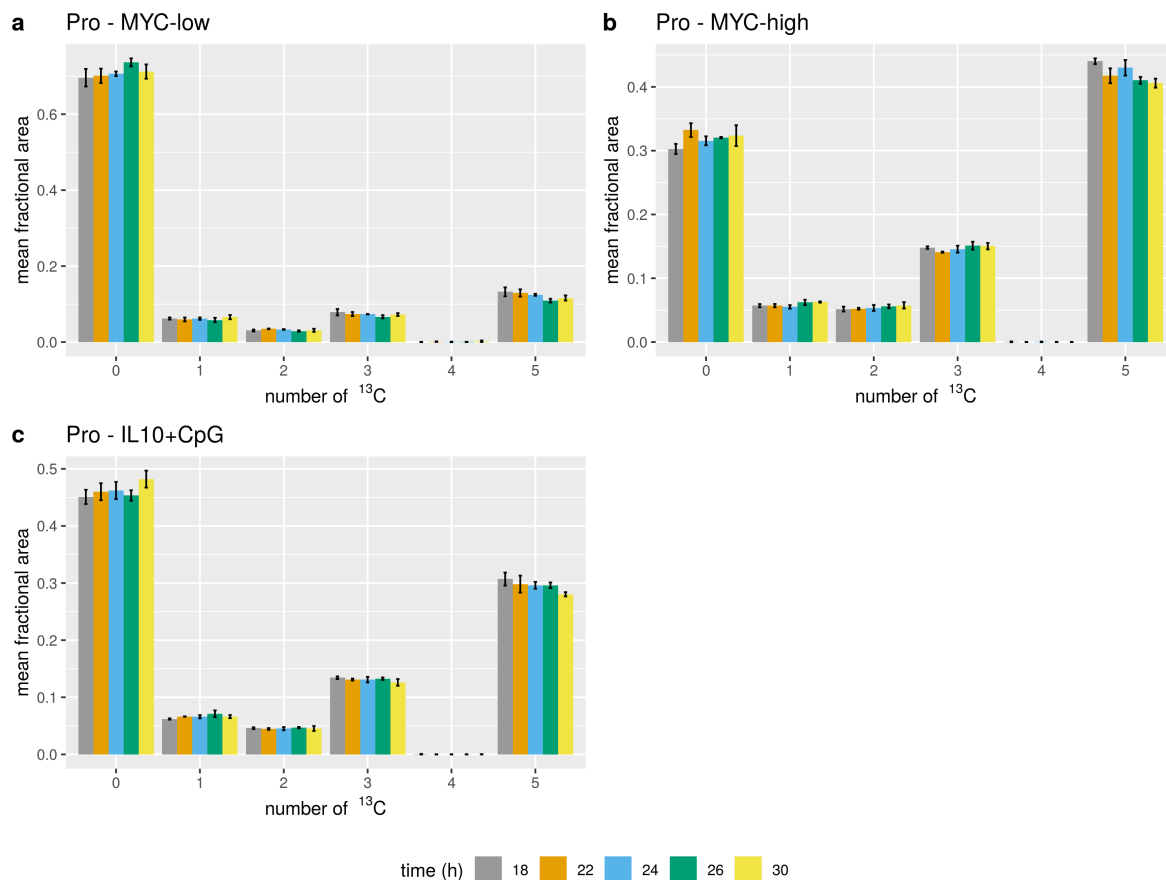 a Pro - MYC-low
mean fractional area
0.6
0.4
0.2
0.0
0 1 2 3 4 5
number of ¹³C
b Pro - MYC-high
mean fractional area
0.4
0.3
0.2
0.1
0.0
0 1 2 3 4 5
number of ¹³C
c Pro - IL10+CpG
mean fractional area
0.5
0.4
0.3
0.2
0.1
0.0
0 1 2 3 4 5
number of ¹³C
time (h) 18 22 24 26 30